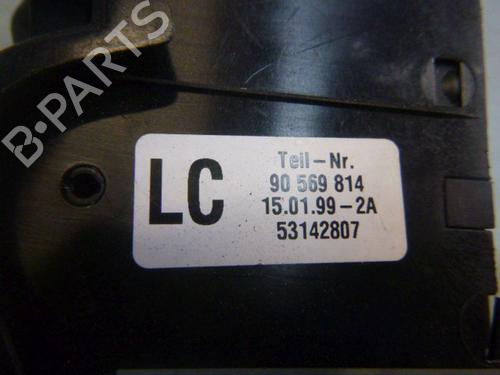 B-PARTS
LC
Teil-Nr.
90 569 814
15.01.99-2A
53142807